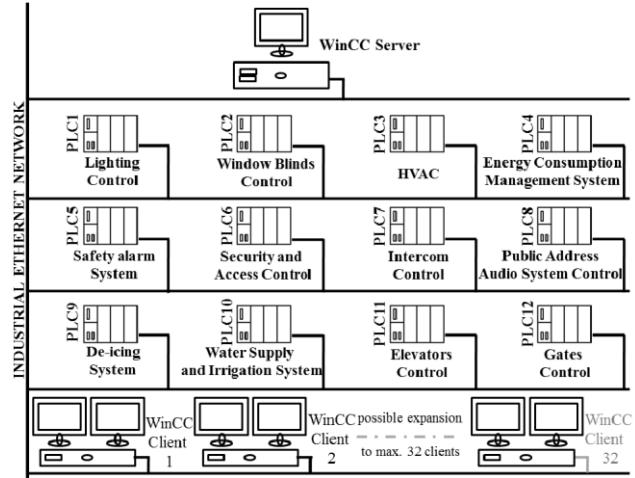 INDUSTRIAL ETHERNET NETWORK
WinCC Server
PLC1
Lighting
Control
PLC2
Window Blinds
Control
PLC3
HVAC
PLC4
Energy Consumption
Management System
PLC5
Safety alarm
System
PLC6
Security and
Access Control
PLC7
Intercom
Control
PLC8
Public Address
Audio System Control
PLC9
De-icing
System
PLC10
Water Supply
and Irrigation System
PLC11
Elevators
Control
PLC12
Gates
Control
WinCC
Client
1
WinCC
Client
2
possible expansion
to max. 32 clients
WinCC
Client
32